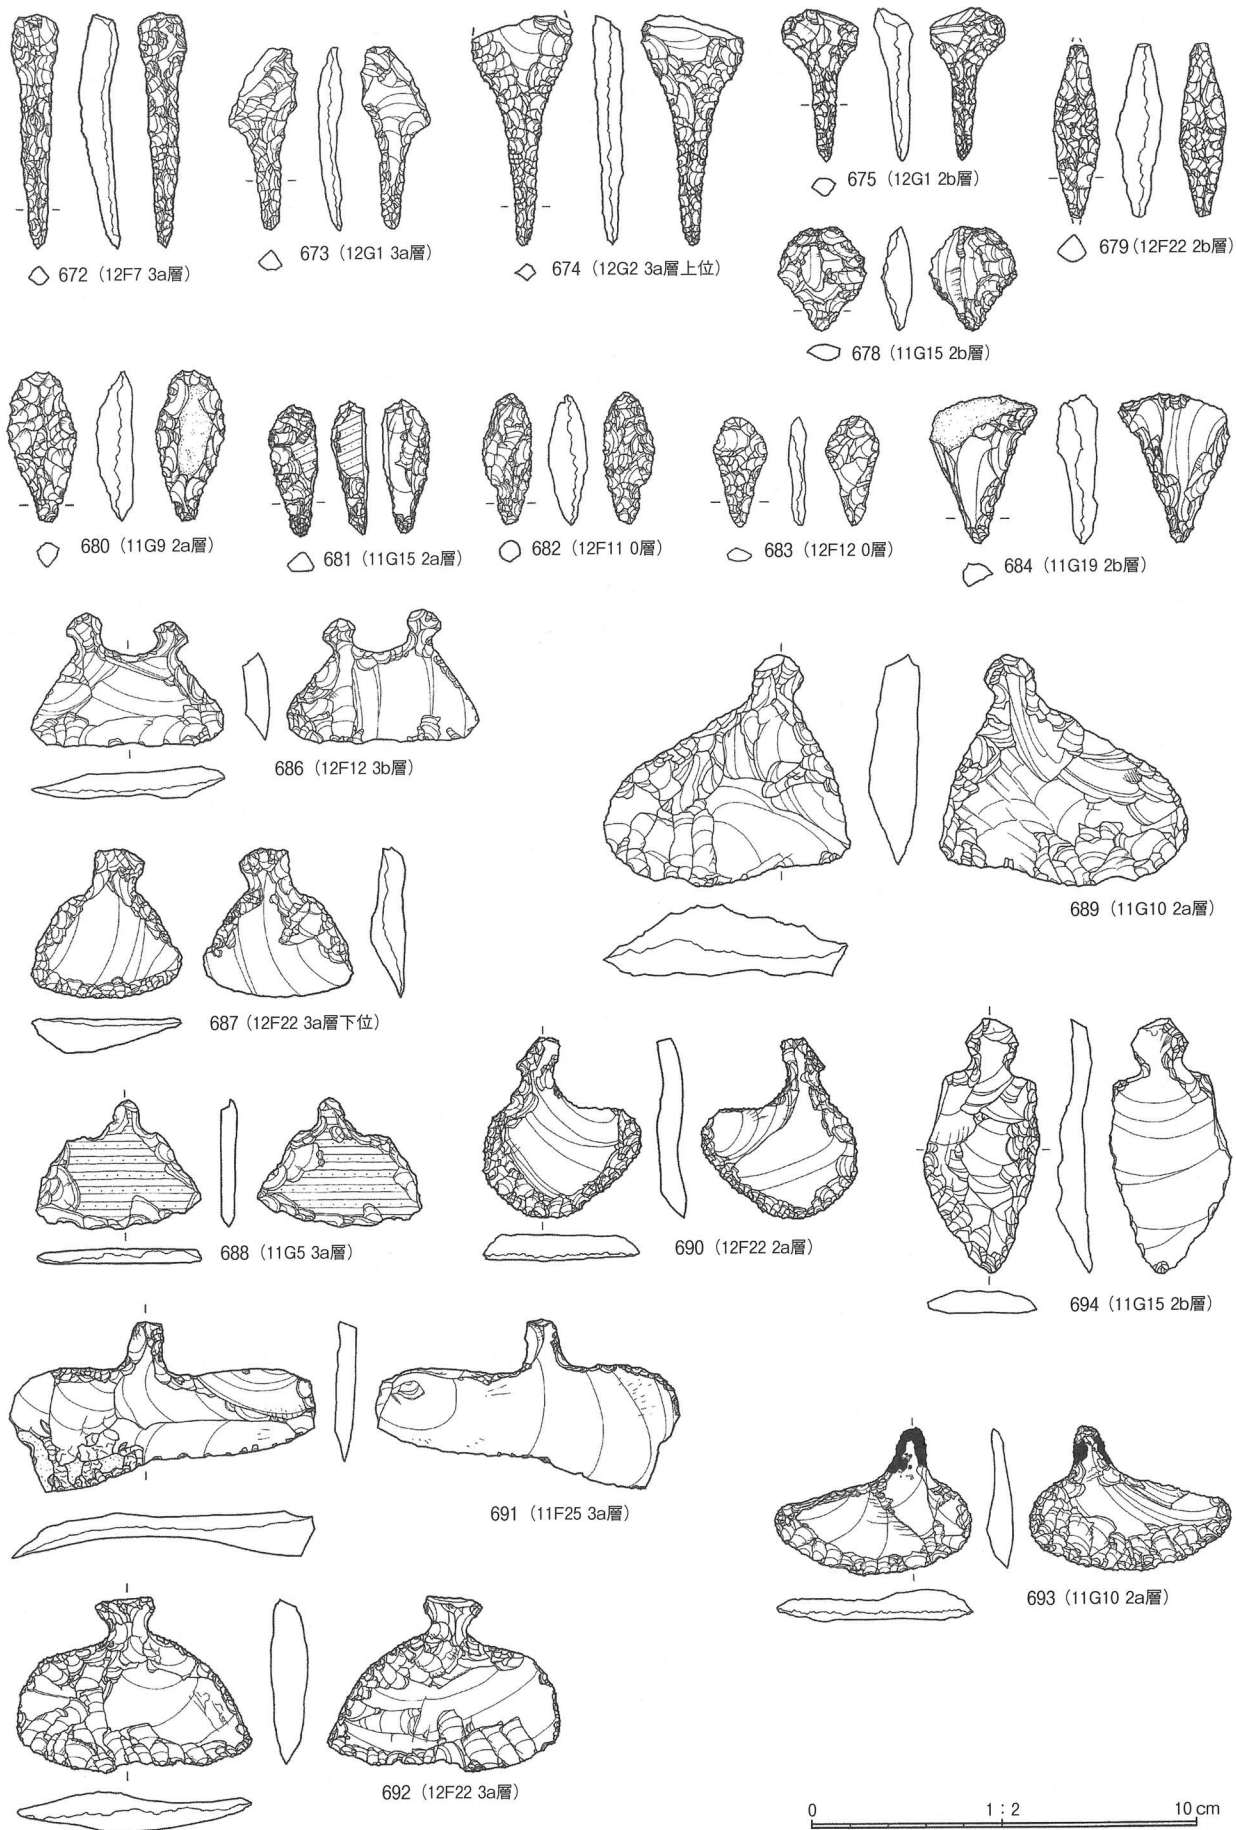 672（12F7 3a層）
673（12G1 3a層）
674（12G2 3a層上位）
675（12G1 2b層）
679（12F22 2b層）
678（11G15 2b層）
680（11G9 2a層）
681（11G15 2a層）
682（12F11 0層）
683（12F12 0層）
684（11G19 2b層）
686（12F12 3b層）
689（11G10 2a層）
687（12F22 3a層下位）
688（11G5 3a層）
690（12F22 2a層）
694（11G15 2b層）
691（11F25 3a層）
693（11G10 2a層）
692（12F22 3a層）
0 1：2 10 cm